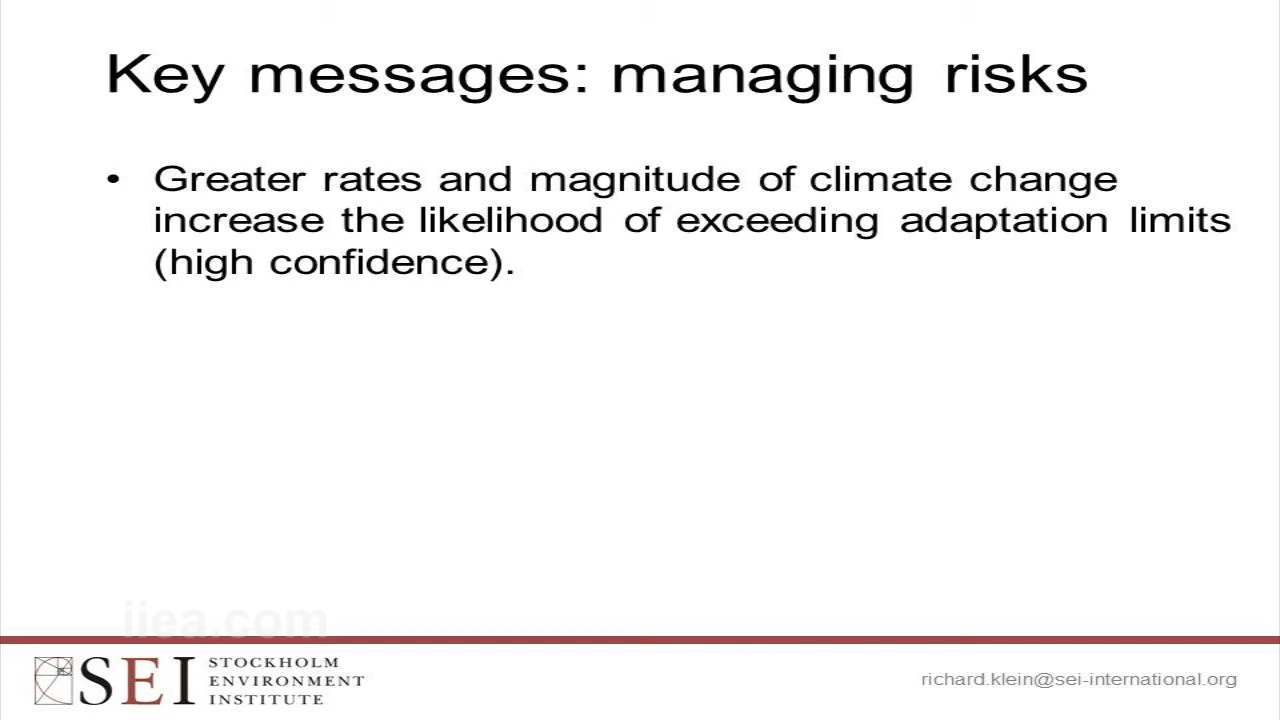 Key messages: managing risks
• Greater rates and magnitude of climate change
increase the likelihood of exceeding adaptation limits
(high confidence).
iiea.com
SEI STOCKHOLM
ENVIRONMENT
INSTITUTE
richard.klein@sei-international.org